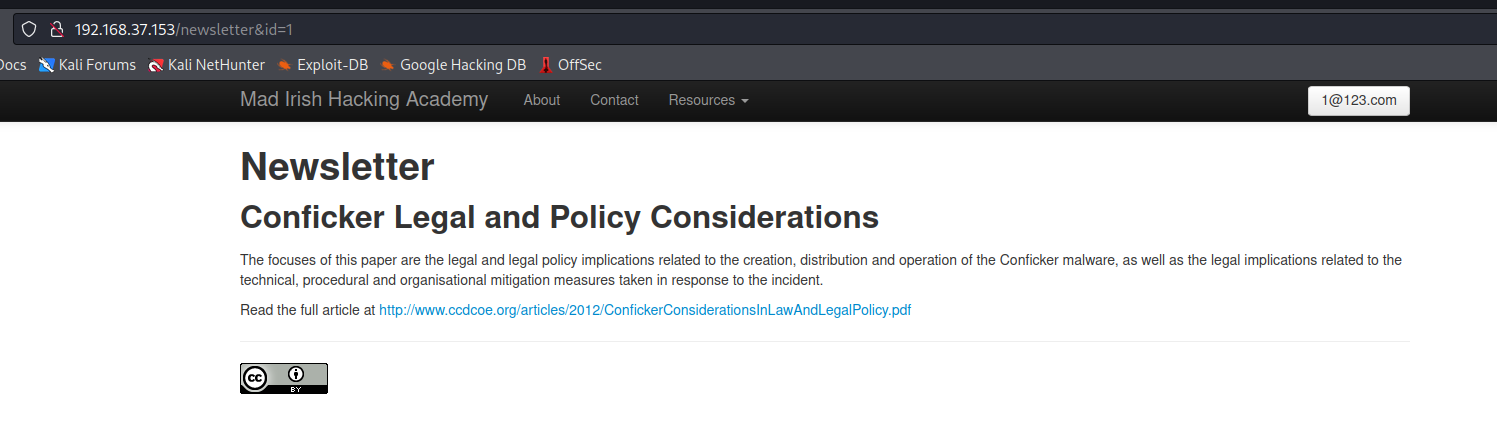 192.168.37.153/newsletter&id=1
Docs Kali Forums Kali NetHunter Exploit-DB Google Hacking DB OffSec
Mad Irish Hacking Academy About Contact Resources 1@123.com
Newsletter
Conficker Legal and Policy Considerations
The focuses of this paper are the legal and legal policy implications related to the creation, distribution and operation of the Conficker malware, as well as the legal implications related to the
technical, procedural and organisational mitigation measures taken in response to the incident.
Read the full article at http://www.ccdcoe.org/articles/2012/ConfickerConsiderationsInLawAndLegalPolicy.pdf
cc
BY